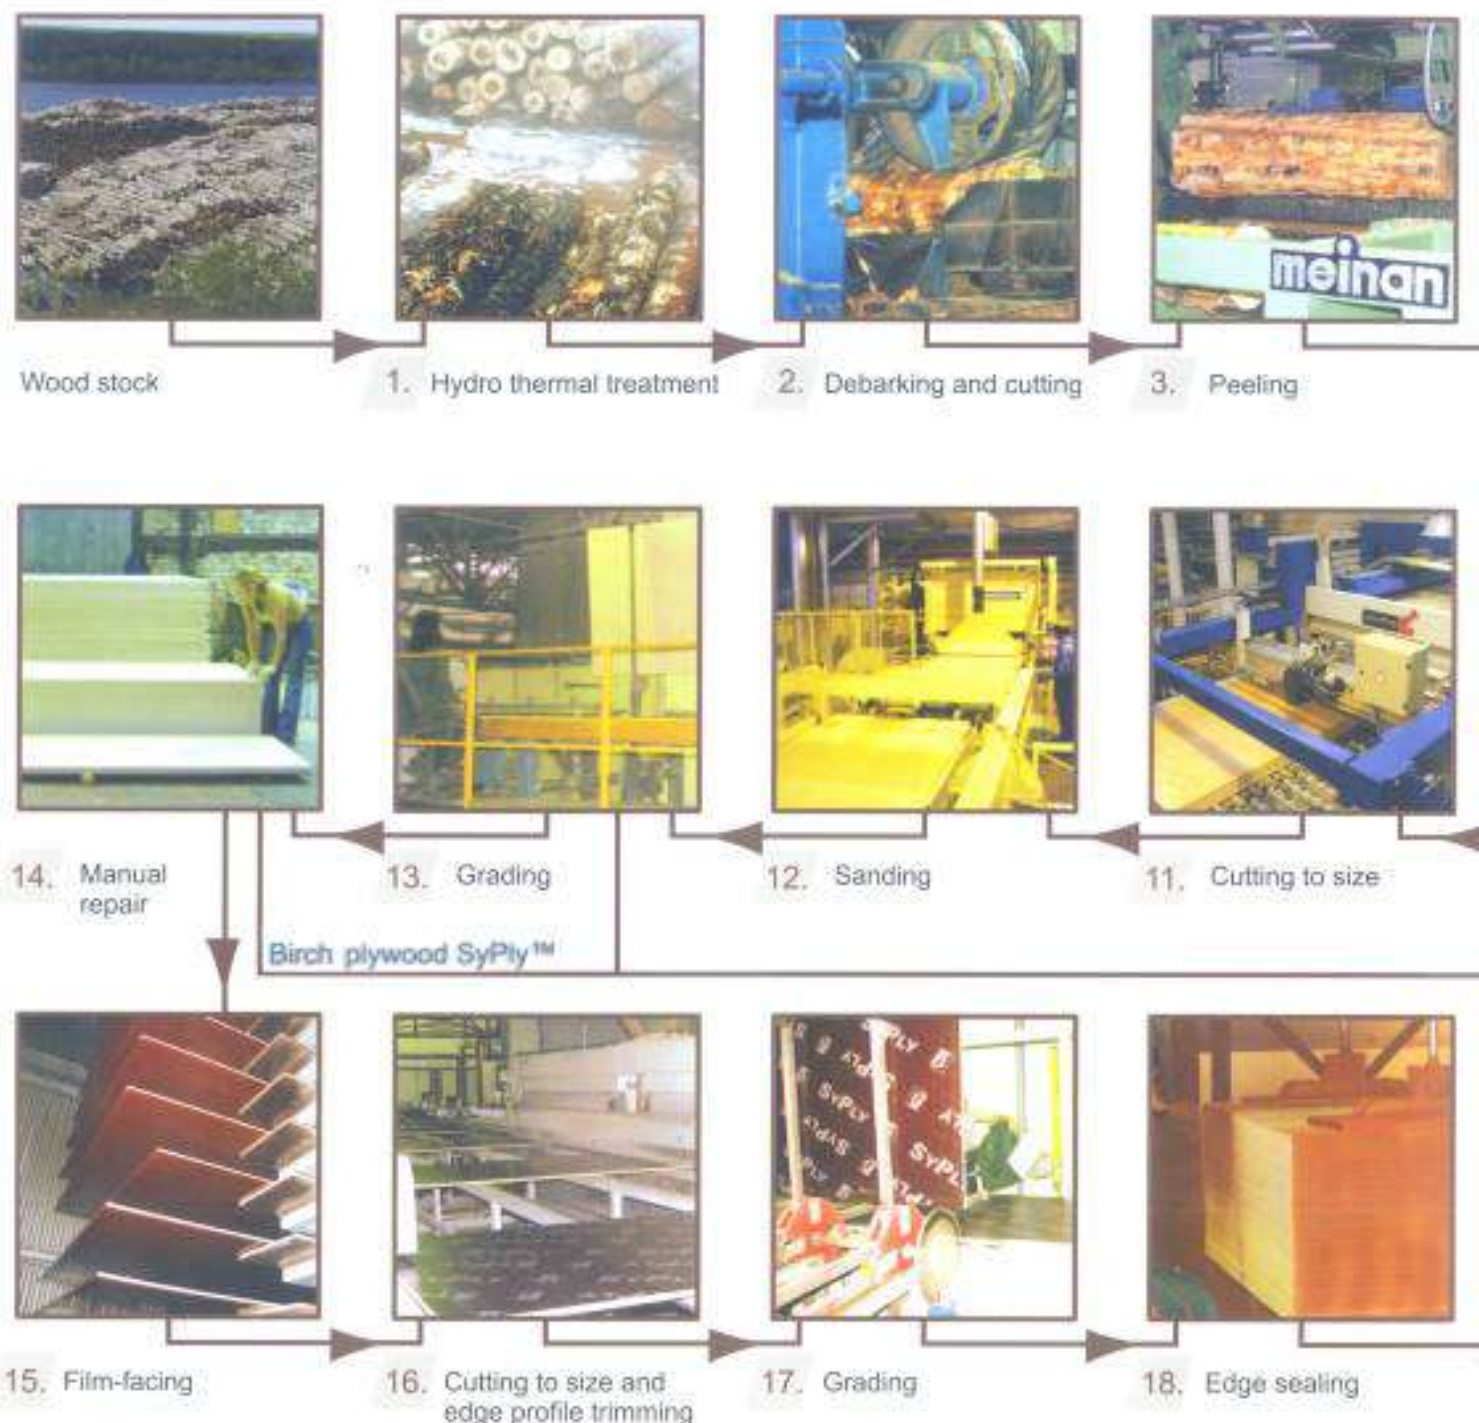 meinan
Wood stock
1. Hydro thermal treatment
2. Debarking and cutting
3. Peeling
14. Manual
repair
13. Grading
12. Sanding
11. Cutting to size
Birch plywood SyPly™
SyPly
SyPly
15. Film-facing
16. Cutting to size and
edge profile trimming
17. Grading
18. Edge sealing